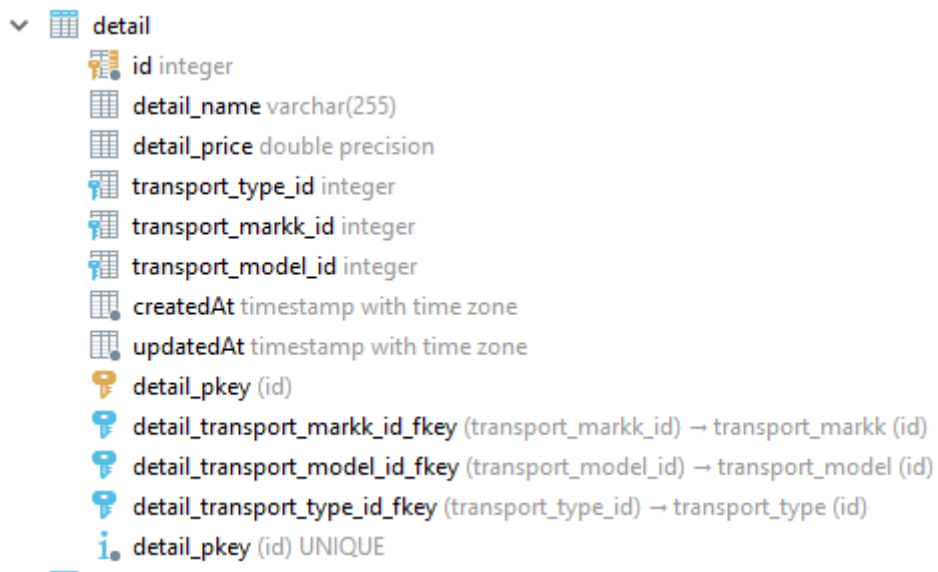 detail
id integer
detail_name varchar(255)
detail_price double precision
transport_type_id integer
transport_markk_id integer
transport_model_id integer
createdAt timestamp with time zone
updatedAt timestamp with time zone
detail_pkey (id)
detail_transport_markk_id_fkey (transport_markk_id) → transport_markk (id)
detail_transport_model_id_fkey (transport_model_id) → transport_model (id)
detail_transport_type_id_fkey (transport_type_id) → transport_type (id)
detail_pkey (id) UNIQUE